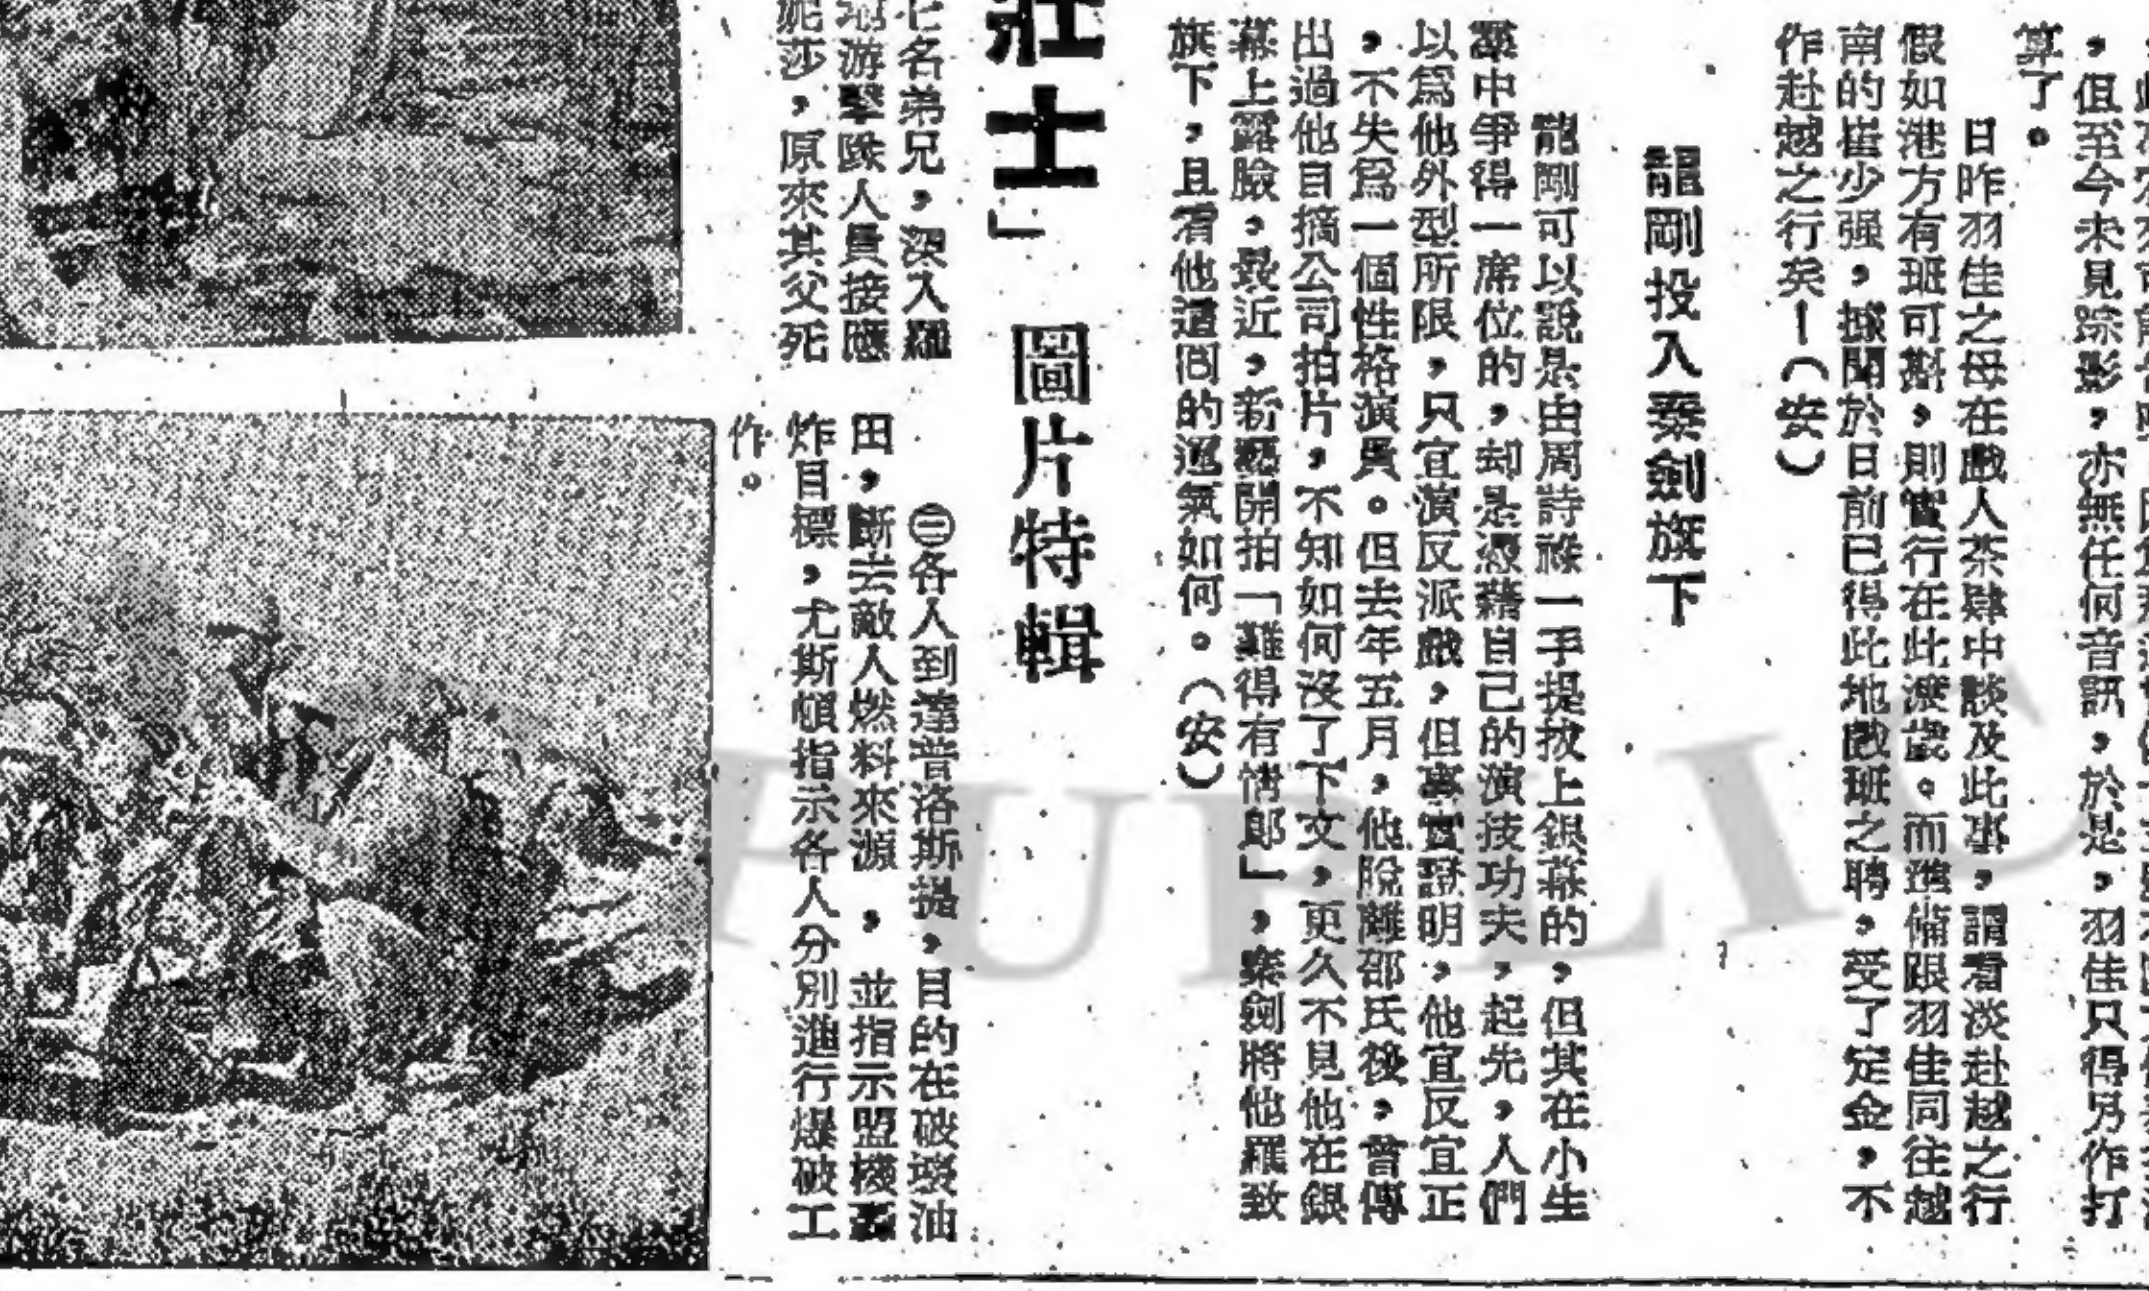 ，但至今未見踪影，亦無任何音訊，於是，羽佳只得另作打
算了。
日昨羽佳之母在戲人茶肆中談及此事，謂看淡赴越之行
假如港方有班可斟，則實行在此渡歲。而準備跟羽佳同往越
南的崔少强，據聞於日前已得此地戲班之聘，受了定金，不
作赴越之行矣！（安）
龍剛投入秦劍旗下
龍剛可以說是由周詩祿一手提拔上銀幕的，但其在小生
羣中爭得一席位的，却是憑藉自己的演技功夫，起先，人們
以爲他外型所限，只宜演反派戲，但事實證明，他宜反宜正
，不失爲一個性格演員。但去年五月，他脫離邵氏後，曾傳
出過他自搞公司拍片，不知如何沒了下文，更久不見他在銀
幕上露臉，最近，新應開拍「難得有情郎」，秦劍將他羅致
旗下，且看他這囘的運氣如何。（安）
壯士」圖片特輯
七名弟兄，深入羅
游擊隊人員接應
妮莎，原來其父死
㊂各人到達普洛斯提，目的在破壞油
田，斷去敵人燃料來源，並指示盟機轟
炸目標，尤斯頓指示各人分別進行爆破工
作。
PUBLIC